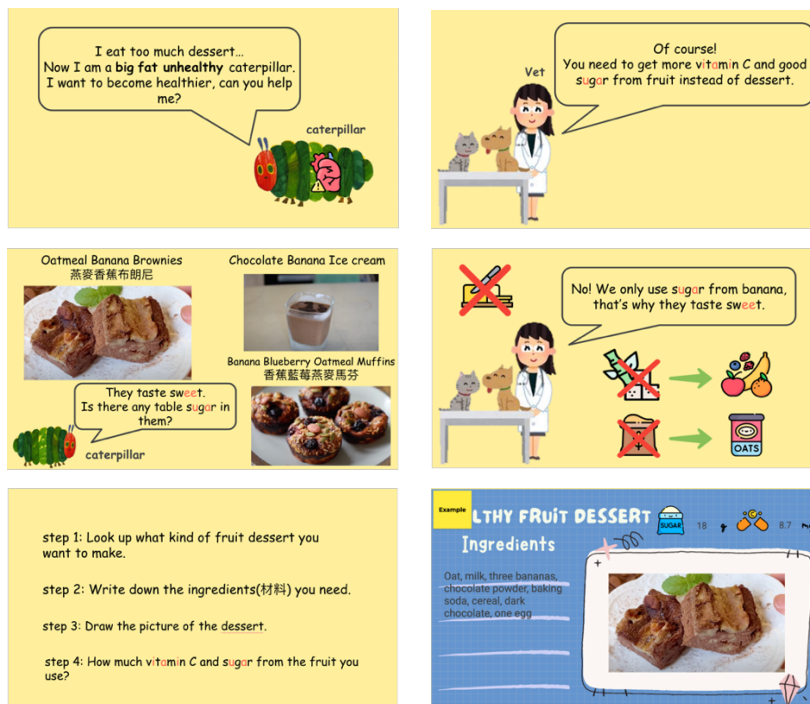 I eat too much dessert...
Now I am a big fat unhealthy caterpillar.
I want to become healthier, can you help
me?
caterpillar
Of course!
You need to get more vitamin C and good
sugar from fruit instead of dessert.
Vet
Oatmeal Banana Brownies
燕麥香蕉布朗尼
Chocolate Banana Ice cream
Banana Blueberry Oatmeal Muffins
香蕉藍莓燕麥馬芬
They taste sweet.
Is there any table sugar in
them?
caterpillar
No! We only use sugar from banana,
that's why they taste sweet.
OATS
step 1: Look up what kind of fruit dessert you
want to make.
step 2: Write down the ingredients(材料) you need.
step 3: Draw the picture of the dessert.
step 4: How much vitamin C and sugar from the fruit you
use?
Example
LTHY FRUIT DESSERT
SUGAR
18 g
C
8.7
Ingredients
Oat, milk, three bananas,
chocolate powder, baking
soda, cereal, dark
chocolate, one egg